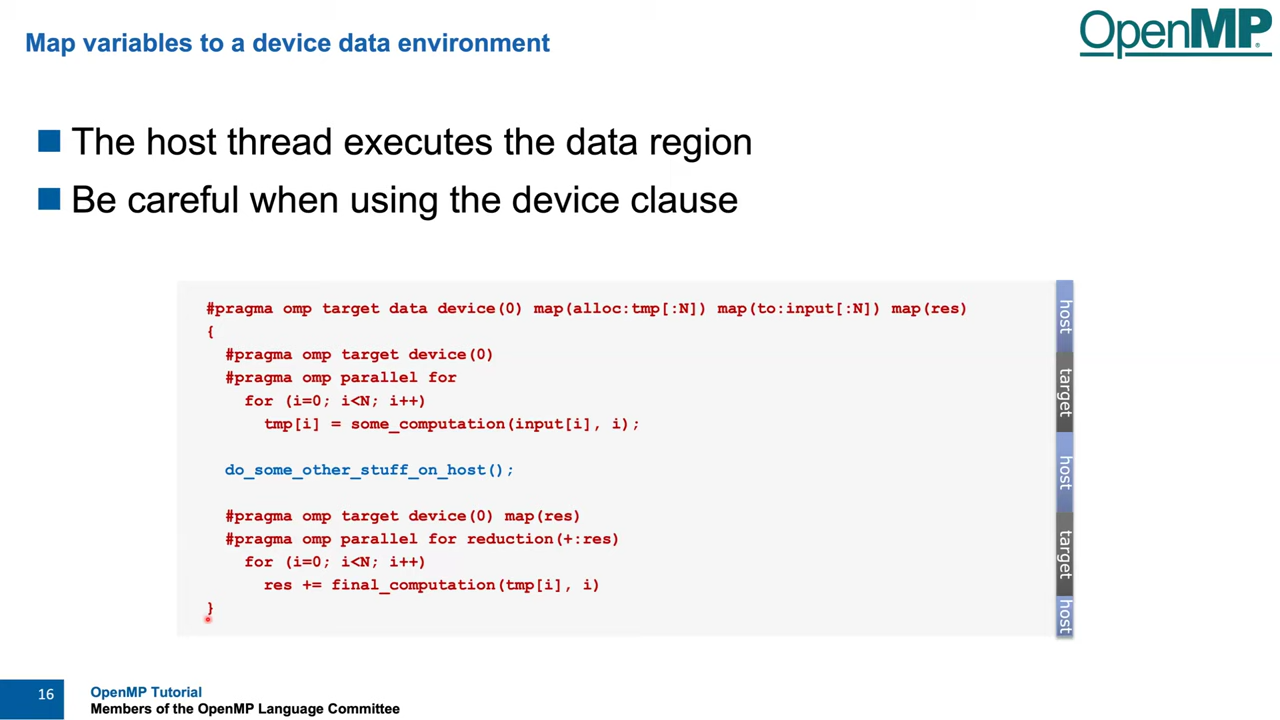 Map variables to a device data environment
OpenMP
The host thread executes the data region
Be careful when using the device clause
#pragma omp target data device(0) map(alloc:tmp[:N]) map(to:input[:N]) map(res)
{
#pragma omp target device(0)
#pragma omp parallel for
for (i=0; i<N; i++)
tmp[i] = some_computation(input[i], i);
do_some_other_stuff_on_host();
#pragma omp target device(0) map(res)
#pragma omp parallel for reduction(+:res)
for (i=0; i<N; i++)
res += final_computation(tmp[i], i)
}
host
target
host
target
host
16
OpenMP Tutorial
Members of the OpenMP Language Committee